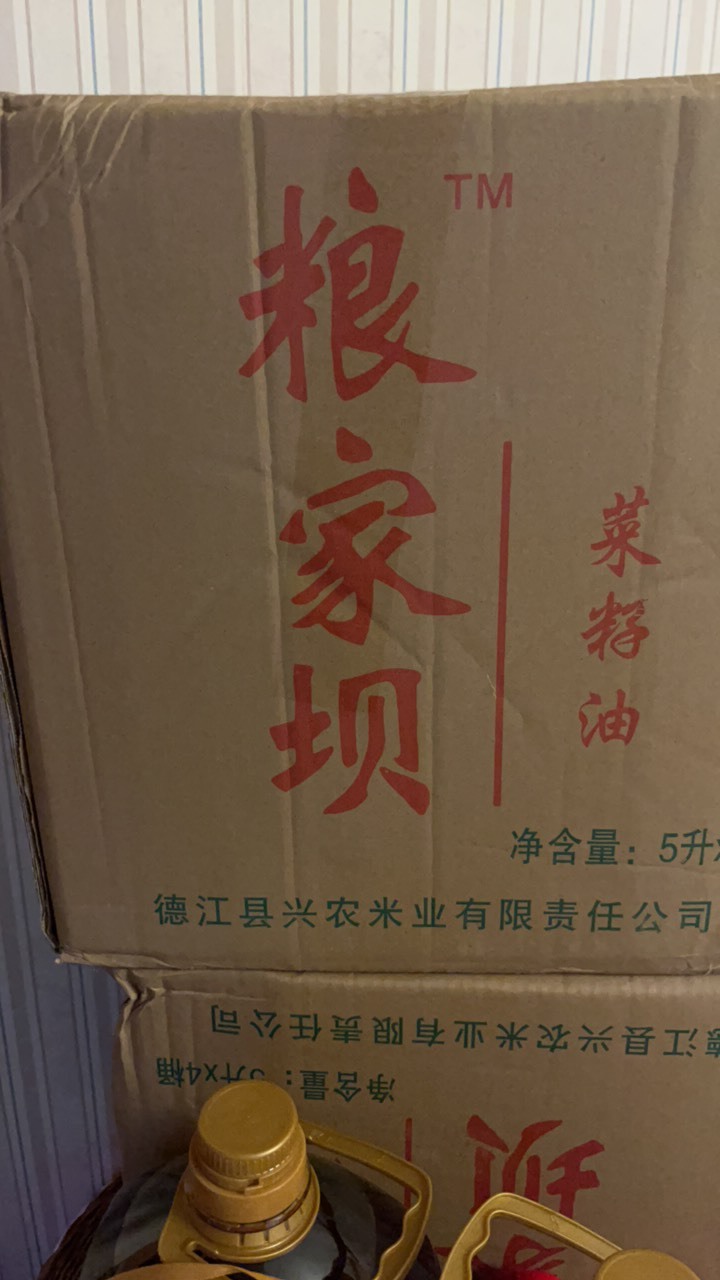 粮家坝
TM
菜籽油
净含量：5升x
德江县兴农米业有限责任公司
德江县兴农米业有限责任公司
净含量：5升x4桶
坝